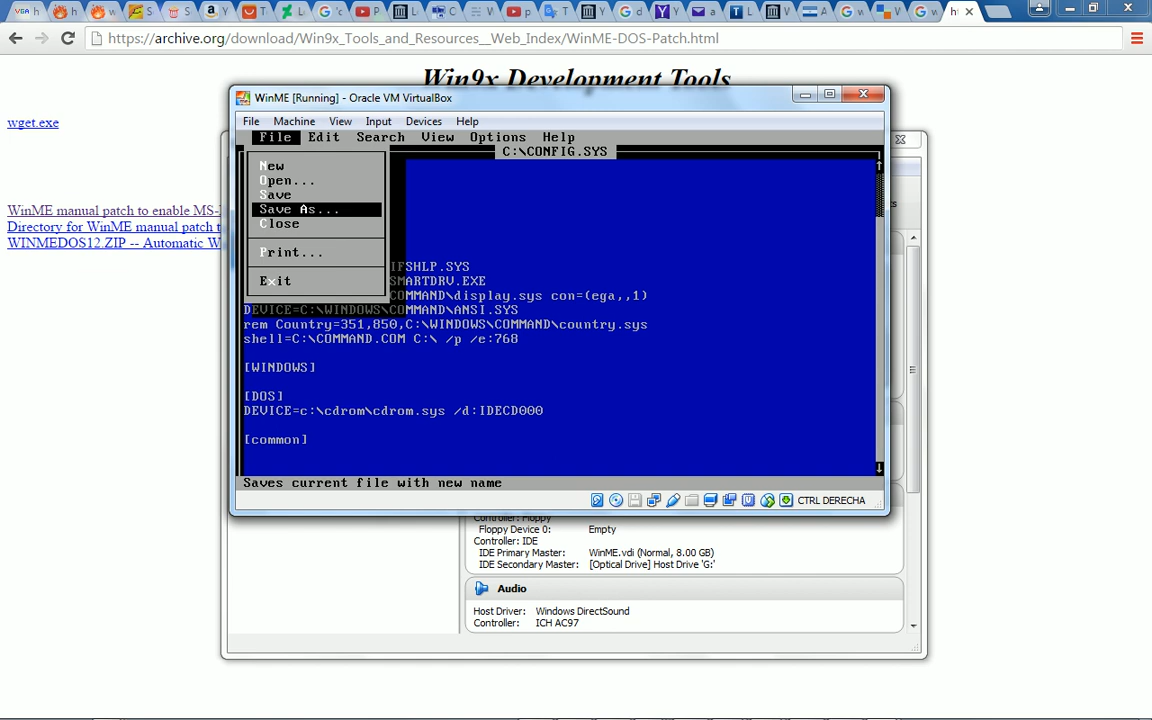 https://archive.org/download/Win9x_Tools_and_Resources__Web_Index/WinME-DOS-Patch.html
Win9x Development Tools
wget.exe
WinME manual patch to enable MS-
Directory for WinME manual patch t
WINMEDOS12.ZIP -- Automatic W
WinME [Running] - Oracle VM VirtualBox
File Machine View Input Devices Help
File Edit Search View Options Help
C:\CONFIG.SYS
New
Open...
Save
Save As...
Close
Print...
Exit
IFSHLP.SYS
SMARTDRV.EXE
COMMAND\display.sys con=(ega,,1)
DEVICE=C:\WINDOWS\COMMAND\ANSI.SYS
rem Country=351,850,C:\WINDOWS\COMMAND\country.sys
shell=C:\COMMAND.COM C:\ /p /e:768
[WINDOWS]
[DOS]
DEVICE=c:\cdrom\cdrom.sys /d:IDECD000
[common]
Saves current file with new name
CTRL DERECHA
Controller: Floppy
Floppy Device 0: Empty
Controller: IDE
IDE Primary Master: WinME.vdi (Normal, 8.00 GB)
IDE Secondary Master: [Optical Drive] Host Drive 'G:'
Audio
Host Driver: Windows DirectSound
Controller: ICH AC97